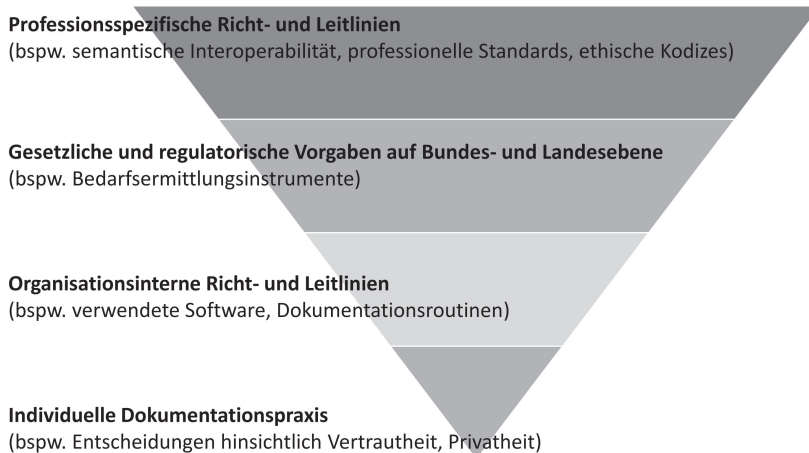 Professionsspezifische Richt- und Leitlinien
(bspw. semantische Interoperabilität, professionelle Standards, ethische Kodizes)
Gesetzliche und regulatorische Vorgaben auf Bundes- und Landesebene
(bspw. Bedarfsermittlungsinstrumente)
Organisationsinterne Richt- und Leitlinien
(bspw. verwendete Software, Dokumentationsroutinen)
Individuelle Dokumentationspraxis
(bspw. Entscheidungen hinsichtlich Vertrautheit, Privatheit)